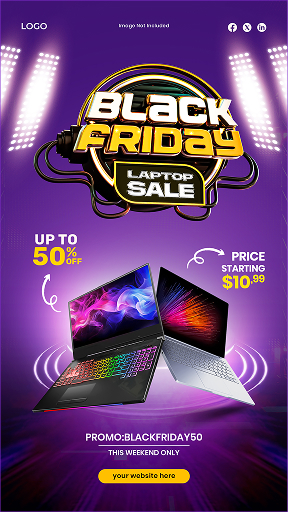 LOGO
Image Not Included
BLACK
FRIDAY
LAPTOP
SALE
UP TO
50% OFF
PRICE
STARTING
$10.99
PROMO:BLACKFRIDAY50
THIS WEEKEND ONLY
your website here